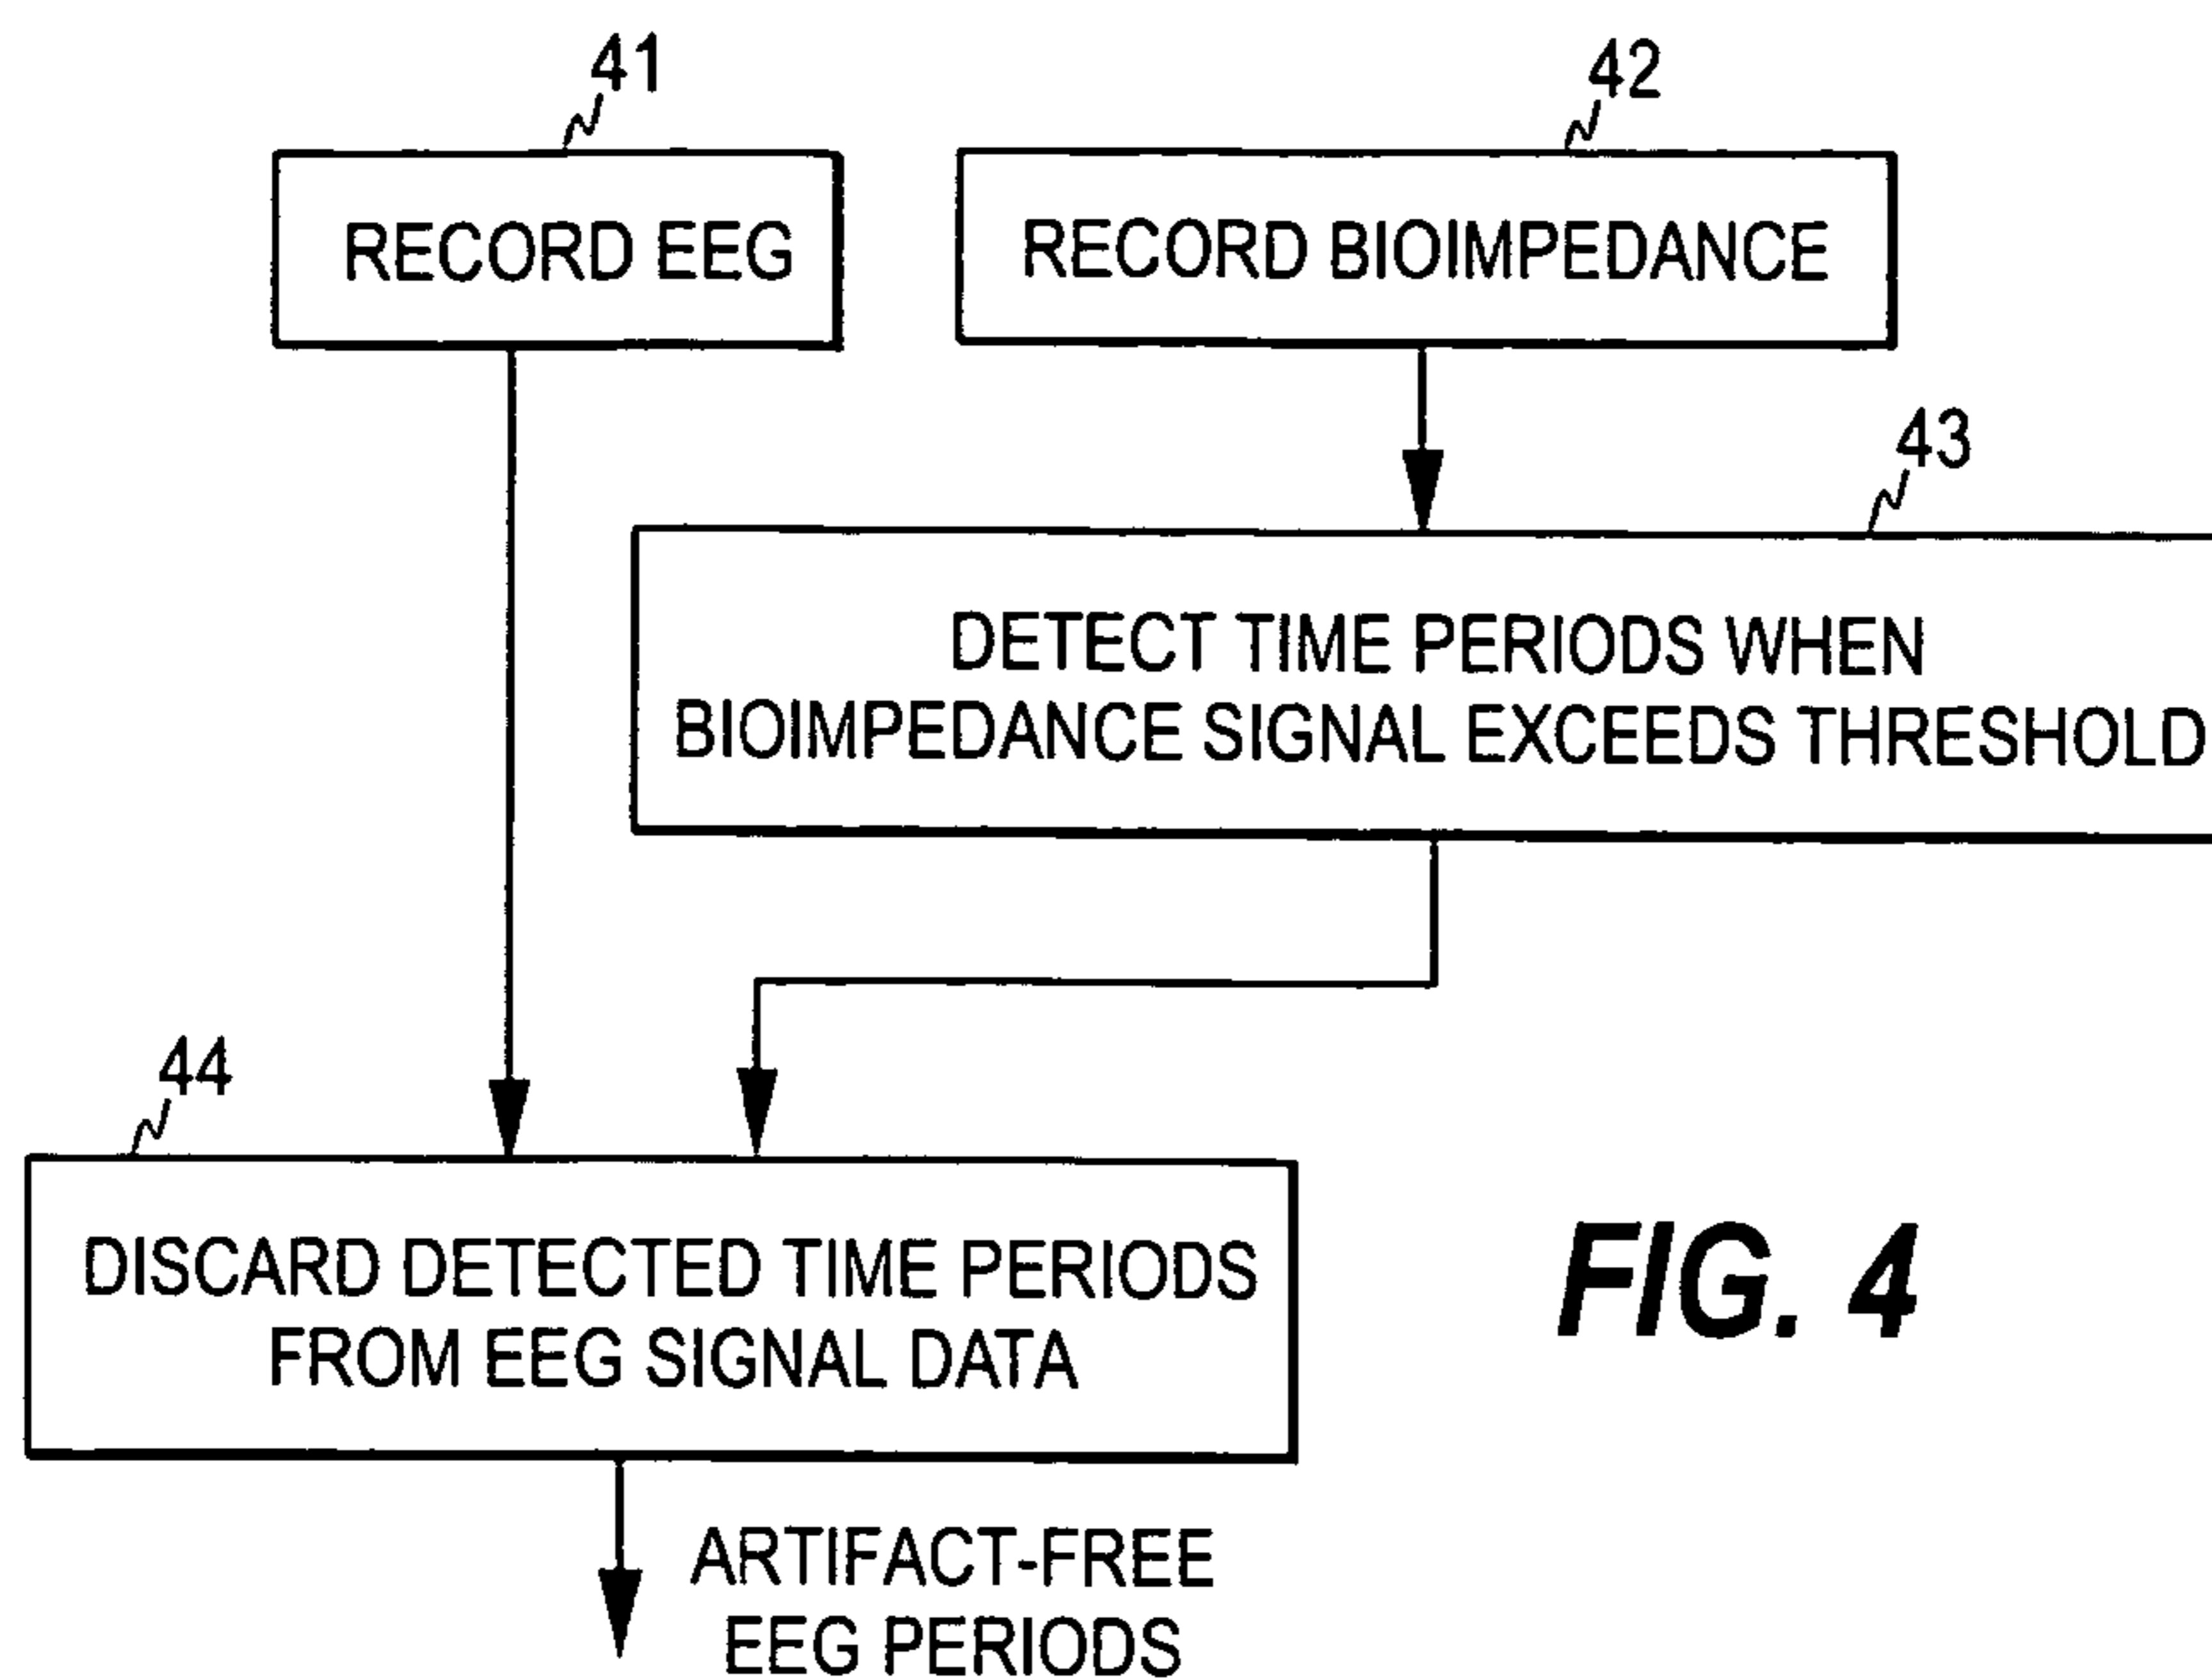 41
42
RECORD EEG
RECORD BIOIMPEDANCE
43
DETECT TIME PERIODS WHEN
BIOIMPEDANCE SIGNAL EXCEEDS THRESHOLD
44
DISCARD DETECTED TIME PERIODS
FROM EEG SIGNAL DATA
FIG. 4
ARTIFACT-FREE
EEG PERIODS